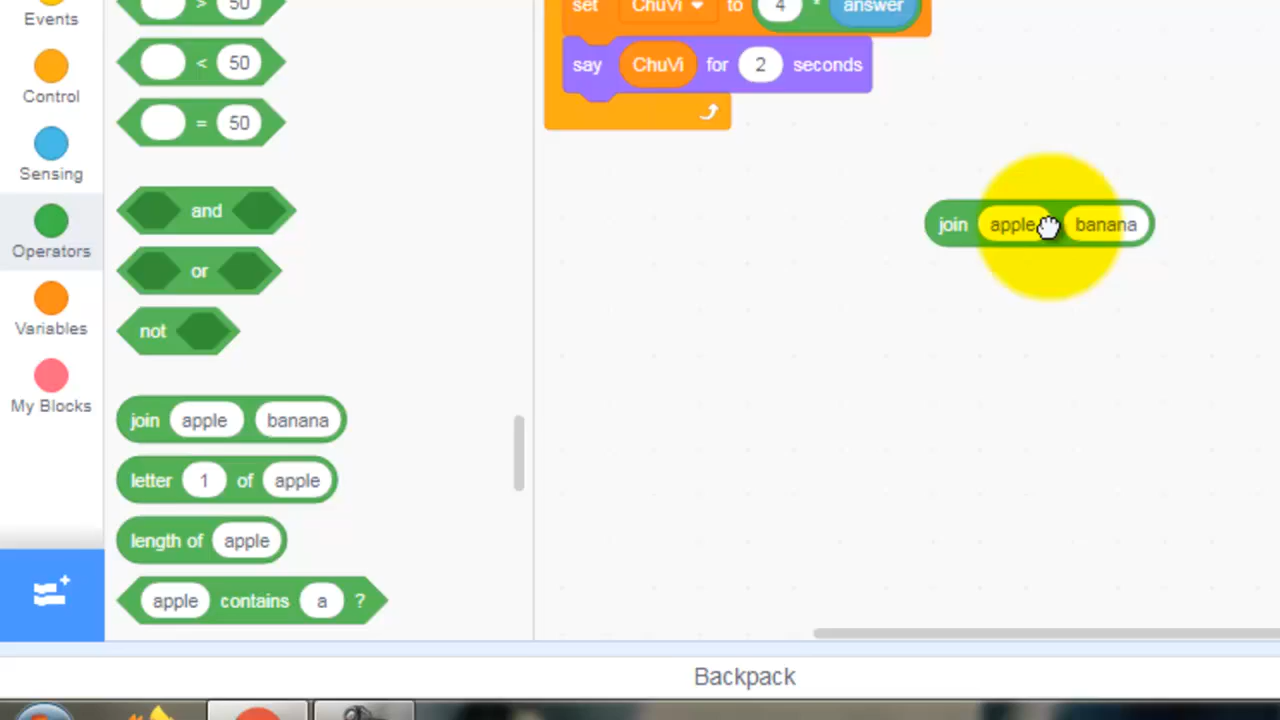 Events
Control
Sensing
Operators
Variables
My Blocks
> 50
< 50
= 50
and
or
not
join apple banana
letter 1 of apple
length of apple
apple contains a ?
set ChuVi to 4 * answer
say ChuVi for 2 seconds
join apple banana
Backpack